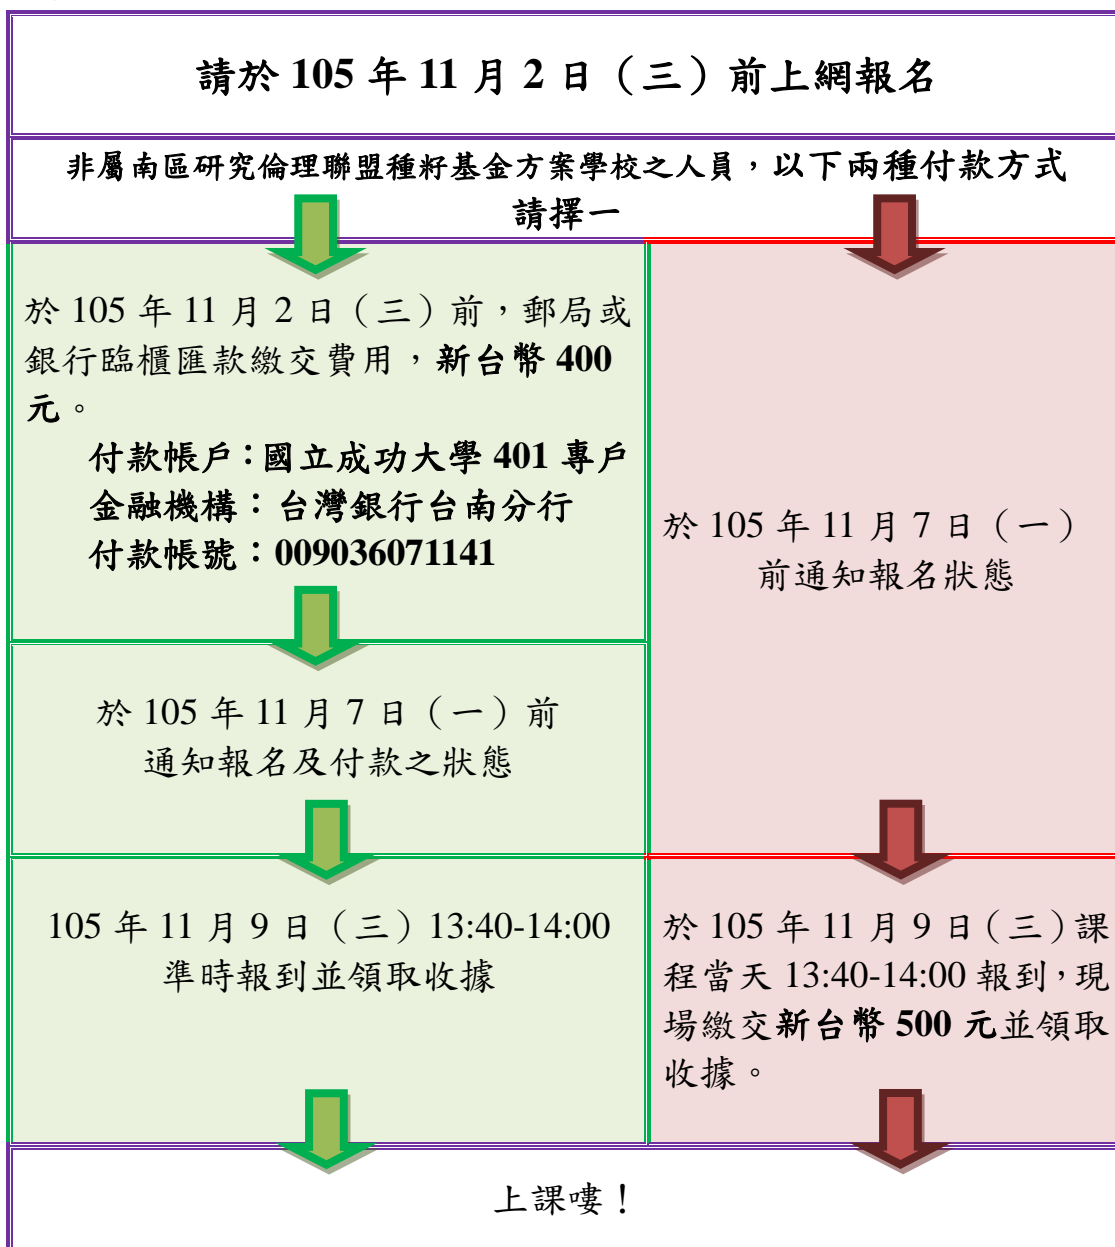 請於 105 年 11 月 2 日（三）前上網報名
非屬南區研究倫理聯盟種籽基金方案學校之人員，以下兩種付款方式
請擇一
於 105 年 11 月 2 日（三）前，郵局或
銀行臨櫃匯款繳交費用，新台幣 400
元。
付款帳戶：國立成功大學 401 專戶
金融機構：台灣銀行台南分行
付款帳號：009036071141
於 105 年 11 月 7 日（一）前
通知報名及付款之狀態
105 年 11 月 9 日（三）13:40-14:00
準時報到並領取收據
於 105 年 11 月 7 日（一）
前通知報名狀態
於 105 年 11 月 9 日（三）課
程當天 13:40-14:00 報到，現
場繳交新台幣 500 元並領取
收據。
上課嘍！